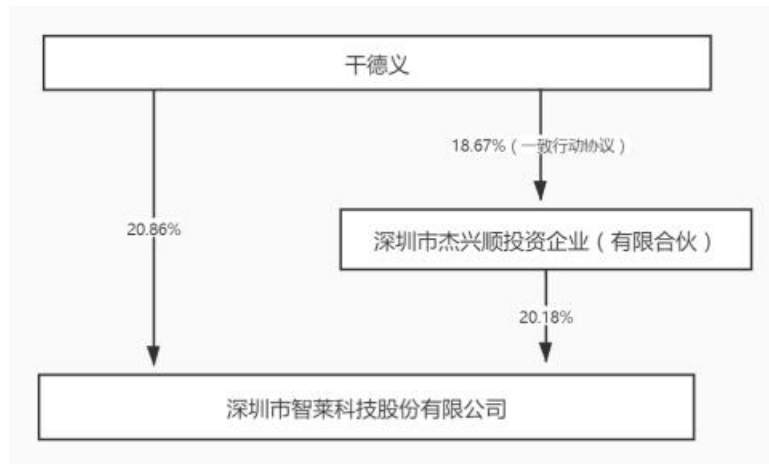 干德义
18.67%（一致行动协议）
20.86%
深圳市杰兴顺投资企业（有限合伙）
20.18%
深圳市智莱科技股份有限公司